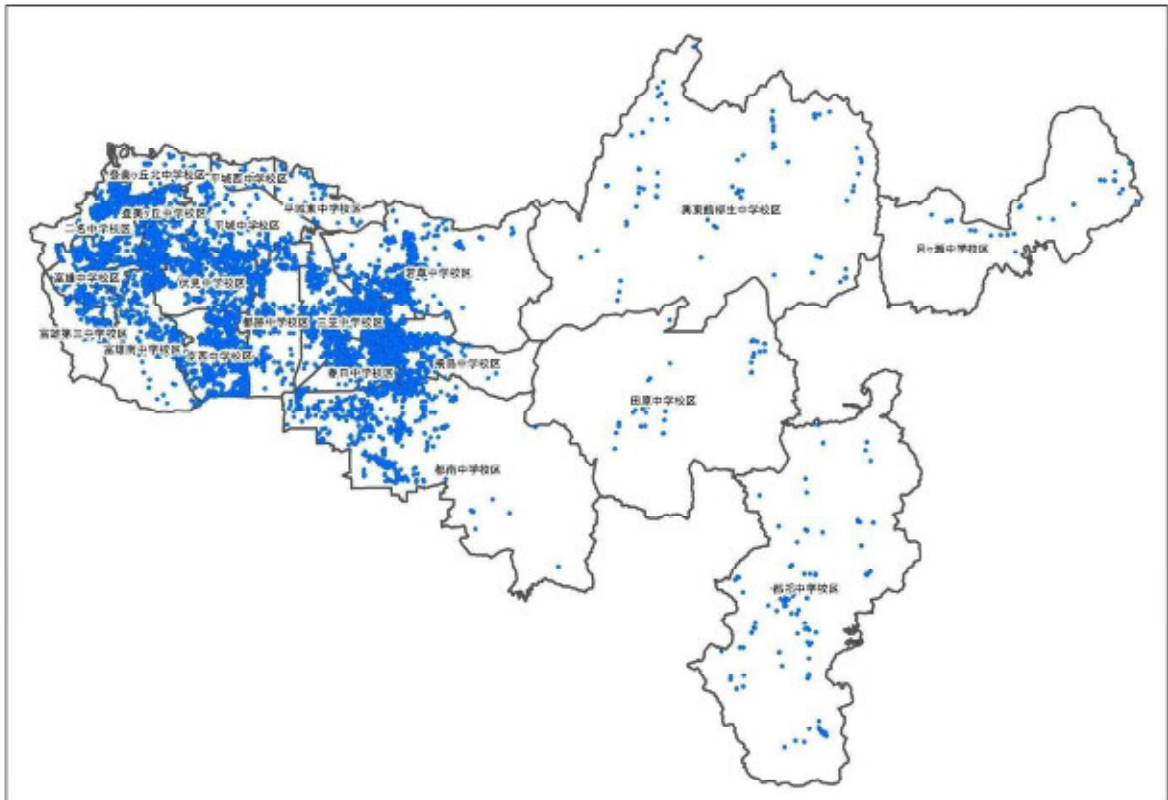 登美ヶ丘北中学校区
平城西中学校区
登美ヶ丘中学校区
平城東中学校区
二名中学校区
平城中学校区
富雄中学校区
伏見中学校区
若草中学校区
興東館柳生中学校区
月ヶ瀬中学校区
富雄第三中学校区
都跡中学校区
三笠中学校区
富雄南中学校区
京西中学校区
春日中学校区
飛鳥中学校区
田原中学校区
都南中学校区
都祁中学校区